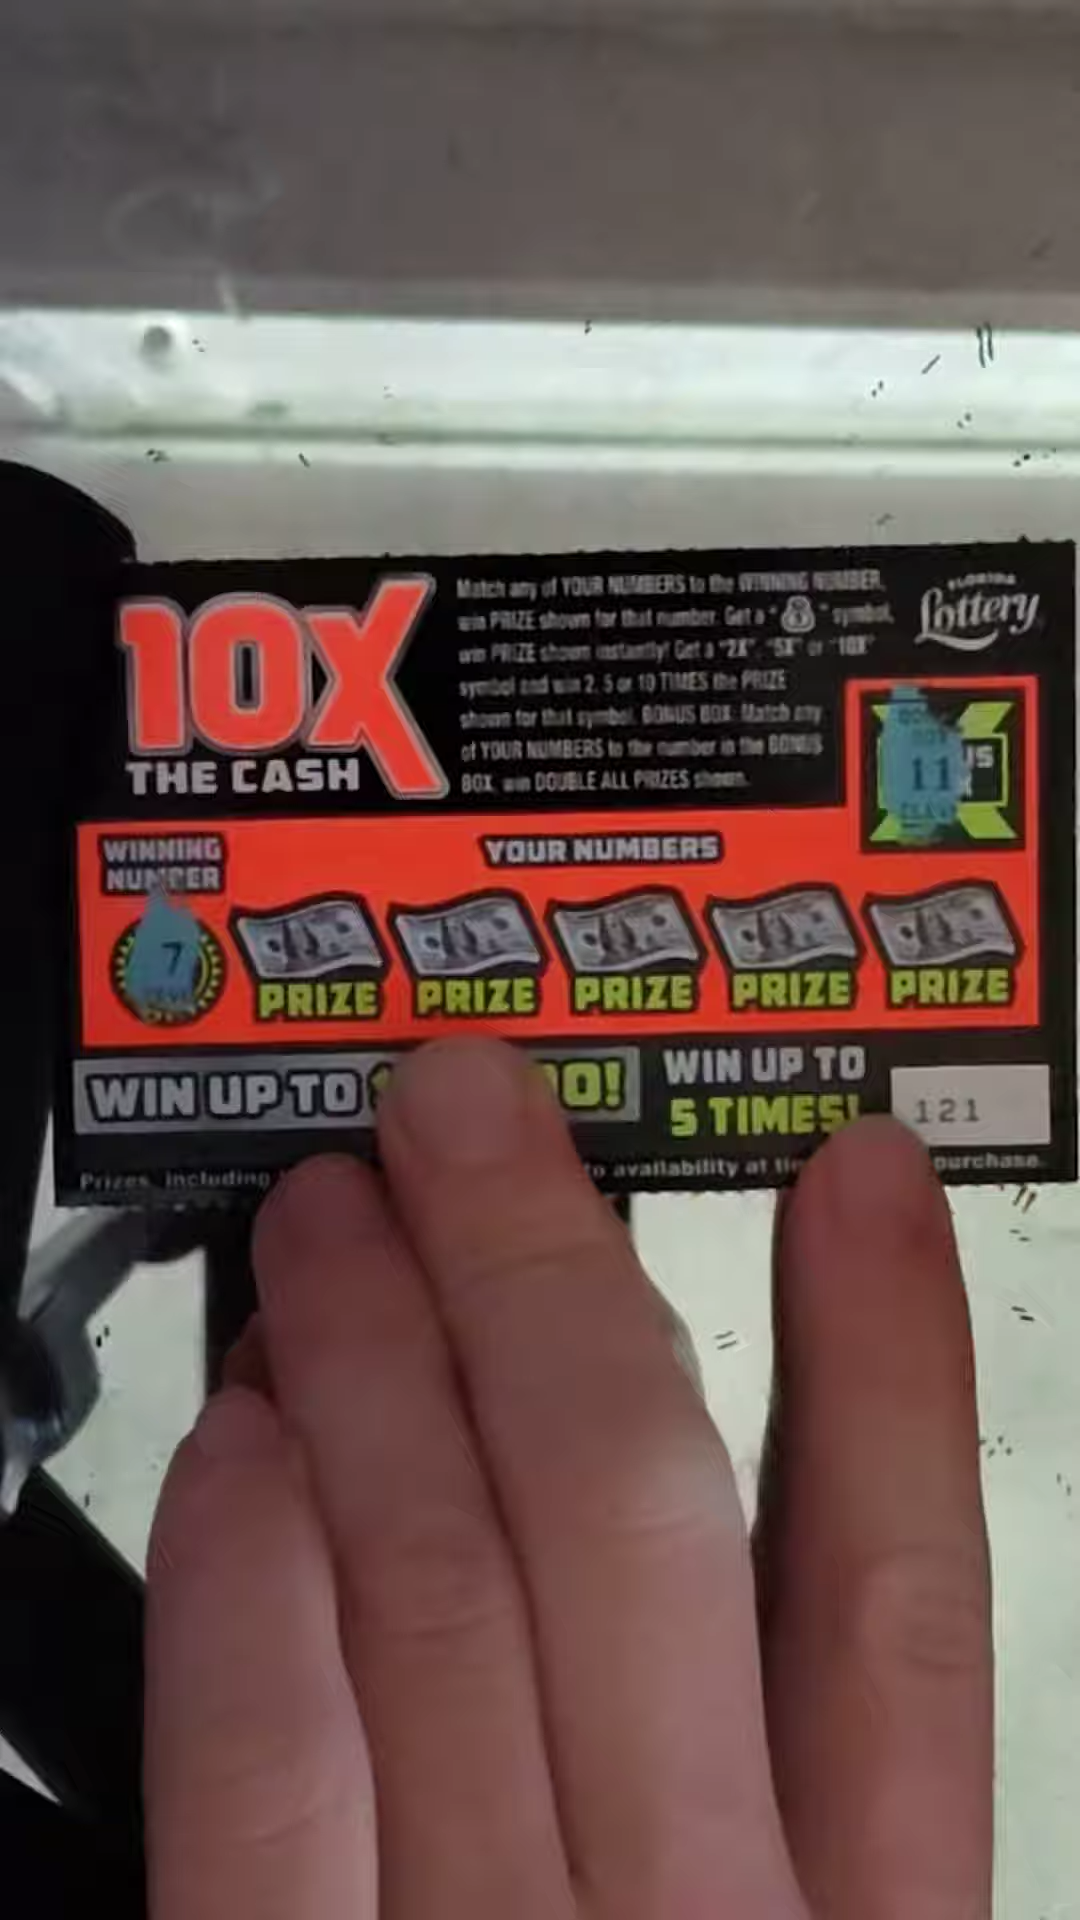 10X
THE CASH
Match any of YOUR NUMBERS to the WINNING NUMBER,
win PRIZE shown for that number. Get a " " symbol,
win PRIZE shown instantly! Get a "2X", "5X" or "10X"
symbol and win 2, 5 or 10 TIMES the PRIZE
shown for that symbol. BONUS BOX: Match any
of YOUR NUMBERS to the number in the BONUS
BOX, win DOUBLE ALL PRIZES shown.
FLORIDA
Lottery
11
US
WINNING
NUMBER
YOUR NUMBERS
7
PRIZE PRIZE PRIZE PRIZE PRIZE
WIN UP TO 0!
WIN UP TO
5 TIMES!
121
Prizes, including to availability at purchase.